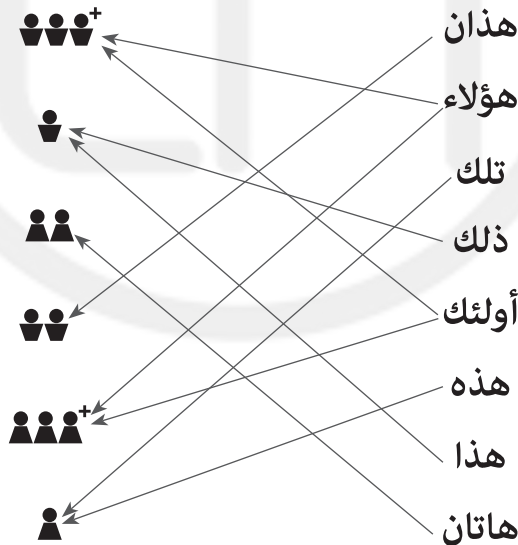 هذان
هؤلاء
تلك
ذلك
أولئك
هذه
هذا
هاتان
+
+